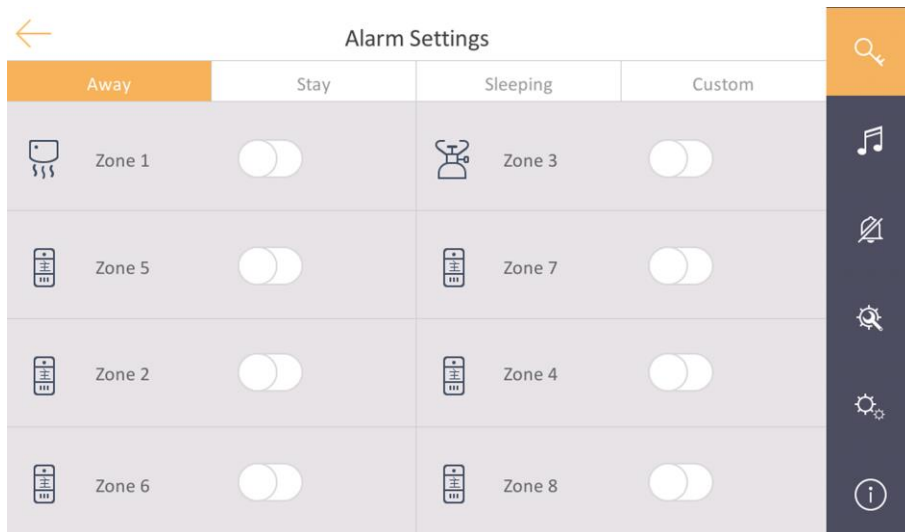 Alarm Settings
Away Stay Sleeping Custom
Zone 1 Zone 3
Zone 5 Zone 7
Zone 2 Zone 4
Zone 6 Zone 8